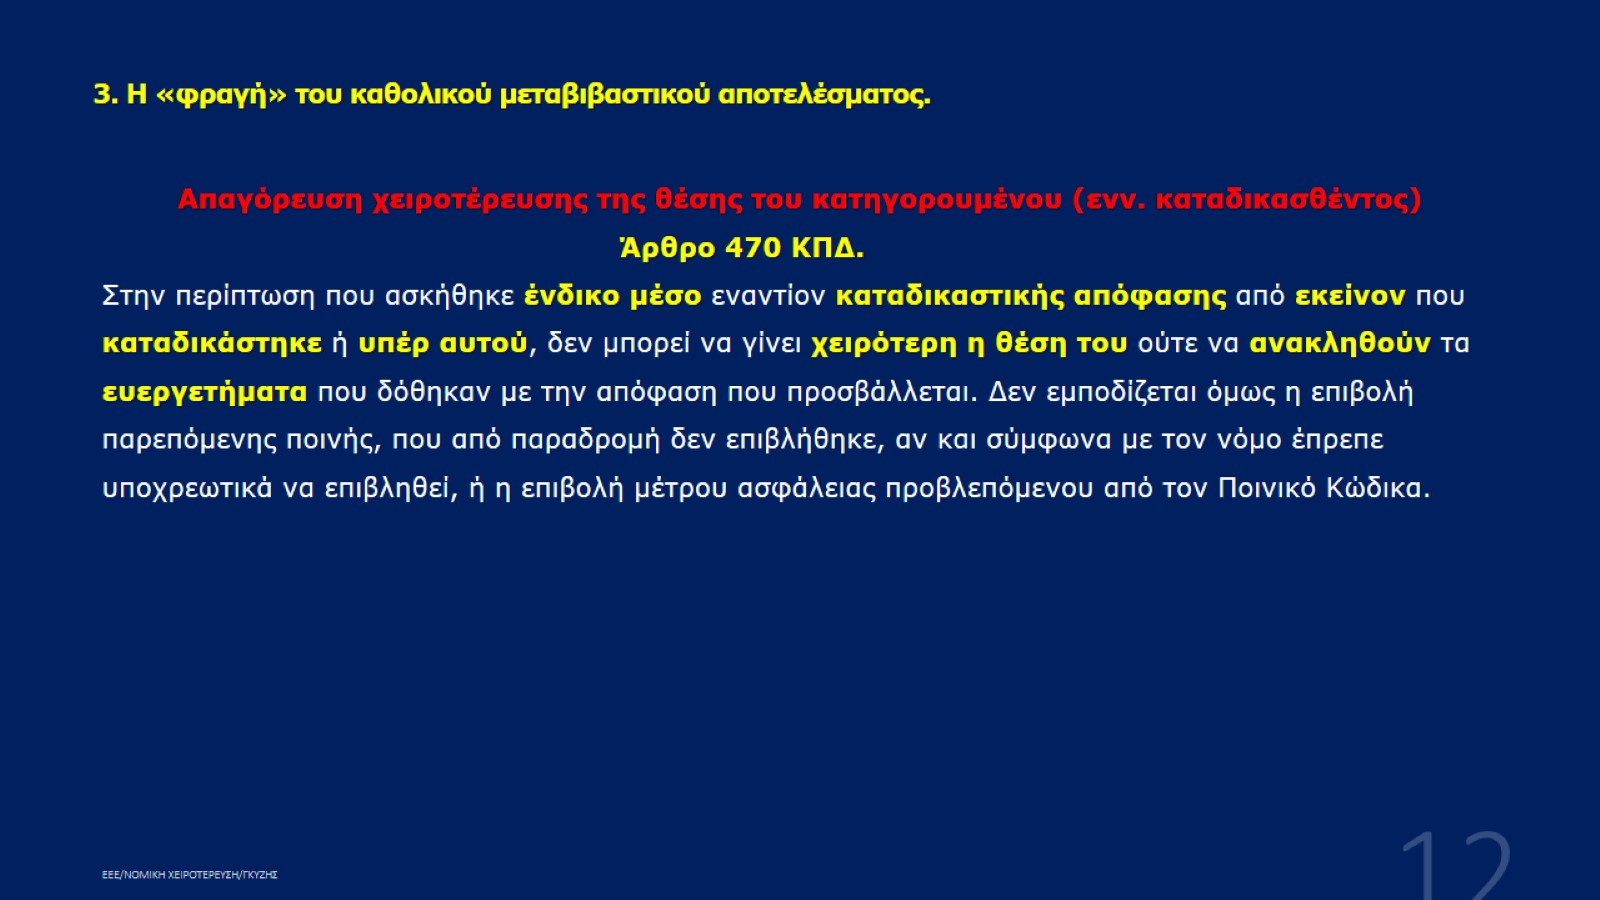 3. Η «φραγή» του καθολικού μεταβιβαστικού αποτελέσματος.
Απαγόρευση χειροτέρευσης της θέσης του κατηγορουμένου (ενν. καταδικασθέντος)
Άρθρο 470 ΚΠΔ.
Στην περίπτωση που ασκήθηκε ένδικο μέσο εναντίον καταδικαστικής απόφασης από εκείνον που
καταδικάστηκε ή υπέρ αυτού, δεν μπορεί να γίνει χειρότερη η θέση του ούτε να ανακληθούν τα
ευεργετήματα που δόθηκαν με την απόφαση που προσβάλλεται. Δεν εμποδίζεται όμως η επιβολή
παρεπόμενης ποινής, που από παραδρομή δεν επιβλήθηκε, αν και σύμφωνα με τον νόμο έπρεπε
υποχρεωτικά να επιβληθεί, ή η επιβολή μέτρου ασφάλειας προβλεπόμενου από τον Ποινικό Κώδικα.
ΕΕΕ/ΝΟΜΙΚΗ ΧΕΙΡΟΤΕΡΕΥΣΗ/ΓΚΥΖΗΣ
12